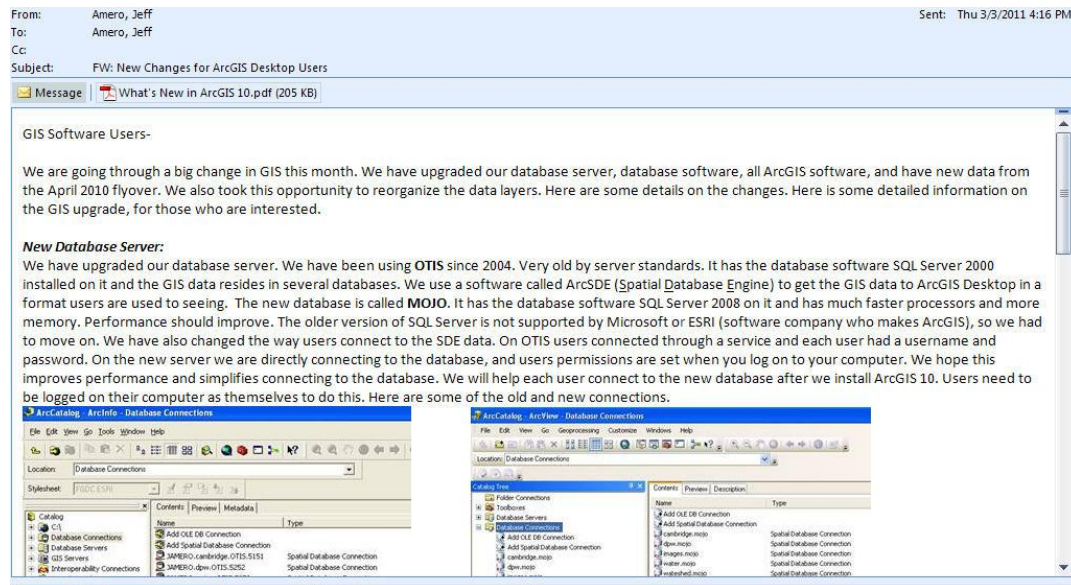 From: Amero, Jeff Sent: Thu 3/3/2011 4:16 PM
To: Amero, Jeff
Cc:
Subject: FW: New Changes for ArcGIS Desktop Users
Message What's New in ArcGIS 10.pdf (205 KB)
GIS Software Users-
We are going through a big change in GIS this month. We have upgraded our database server, database software, all ArcGIS software, and have new data from
the April 2010 flyover. We also took this opportunity to reorganize the data layers. Here are some details on the changes. Here is some detailed information on
the GIS upgrade, for those who are interested.
New Database Server:
We have upgraded our database server. We have been using OTIS since 2004. Very old by server standards. It has the database software SQL Server 2000
installed on it and the GIS data resides in several databases. We use a software called ArcSDE (Spatial Database Engine) to get the GIS data to ArcGIS Desktop in a
format users are used to seeing. The new database is called MOJO. It has the database software SQL Server 2008 on it and has much faster processors and more
memory. Performance should improve. The older version of SQL Server is not supported by Microsoft or ESRI (software company who makes ArcGIS), so we had
to move on. We have also changed the way users connect to the SDE data. On OTIS users connected through a service and each user had a username and
password. On the new server we are directly connecting to the database, and users permissions are set when you log on to your computer. We hope this
improves performance and simplifies connecting to the database. We will help each user connect to the new database after we install ArcGIS 10. Users need to
be logged on their computer as themselves to do this. Here are some of the old and new connections.
ArcCatalog - ArcInfo - Database Connections
File Edit View Go Tools Window Help
Location: Database Connections
Stylesheet: FGDC ESRI
Contents Preview Metadata
Catalog
C:\
Database Connections
Database Servers
GIS Servers
Interoperability Connections
Name Type
Add OLE DB Connection
Add Spatial Database Connection
JAMERO.cambridge.OTIS.5151 Spatial Database Connection
JAMERO.dpw.OTIS.5252 Spatial Database Connection
ArcCatalog - ArcView - Database Connections
File Edit View Go Geoprocessing Customize Windows Help
Location: Database Connections
Catalog Tree
Folder Connections
Toolboxes
Database Servers
Database Connections
Add OLE DB Connection
Add Spatial Database Connection
cambridge.mojo
dpw.mojo
Contents Preview Description
Name Type
Add OLE DB Connection
Add Spatial Database Connection
cambridge.mojo Spatial Database Connection
dpw.mojo Spatial Database Connection
images.mojo Spatial Database Connection
water.mojo Spatial Database Connection
watershed.mojo Spatial Database Connection